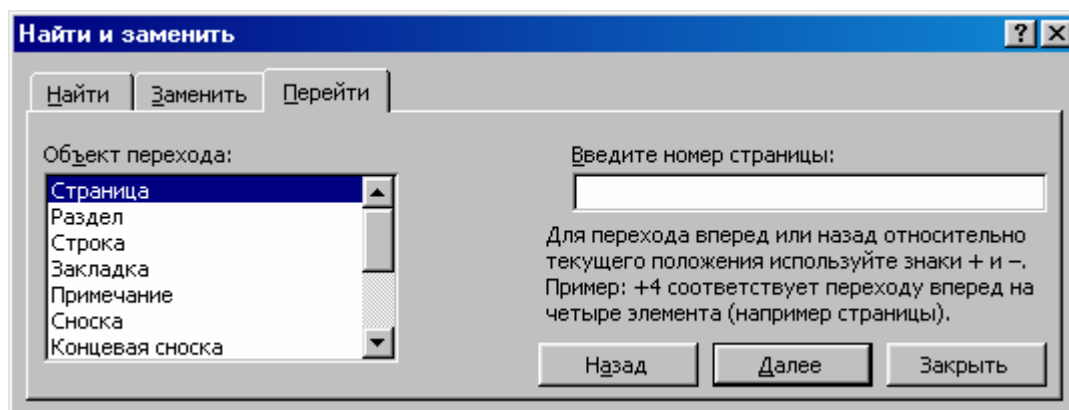 Найти и заменить
Найти
Заменить
Перейти
Объект перехода:
Страница
Раздел
Строка
Закладка
Примечание
Сноска
Концевая сноска
Введите номер страницы:
Для перехода вперед или назад относительно
текущего положения используйте знаки + и –.
Пример: +4 соответствует переходу вперед на
четыре элемента (например страницы).
Назад
Далее
Закрыть